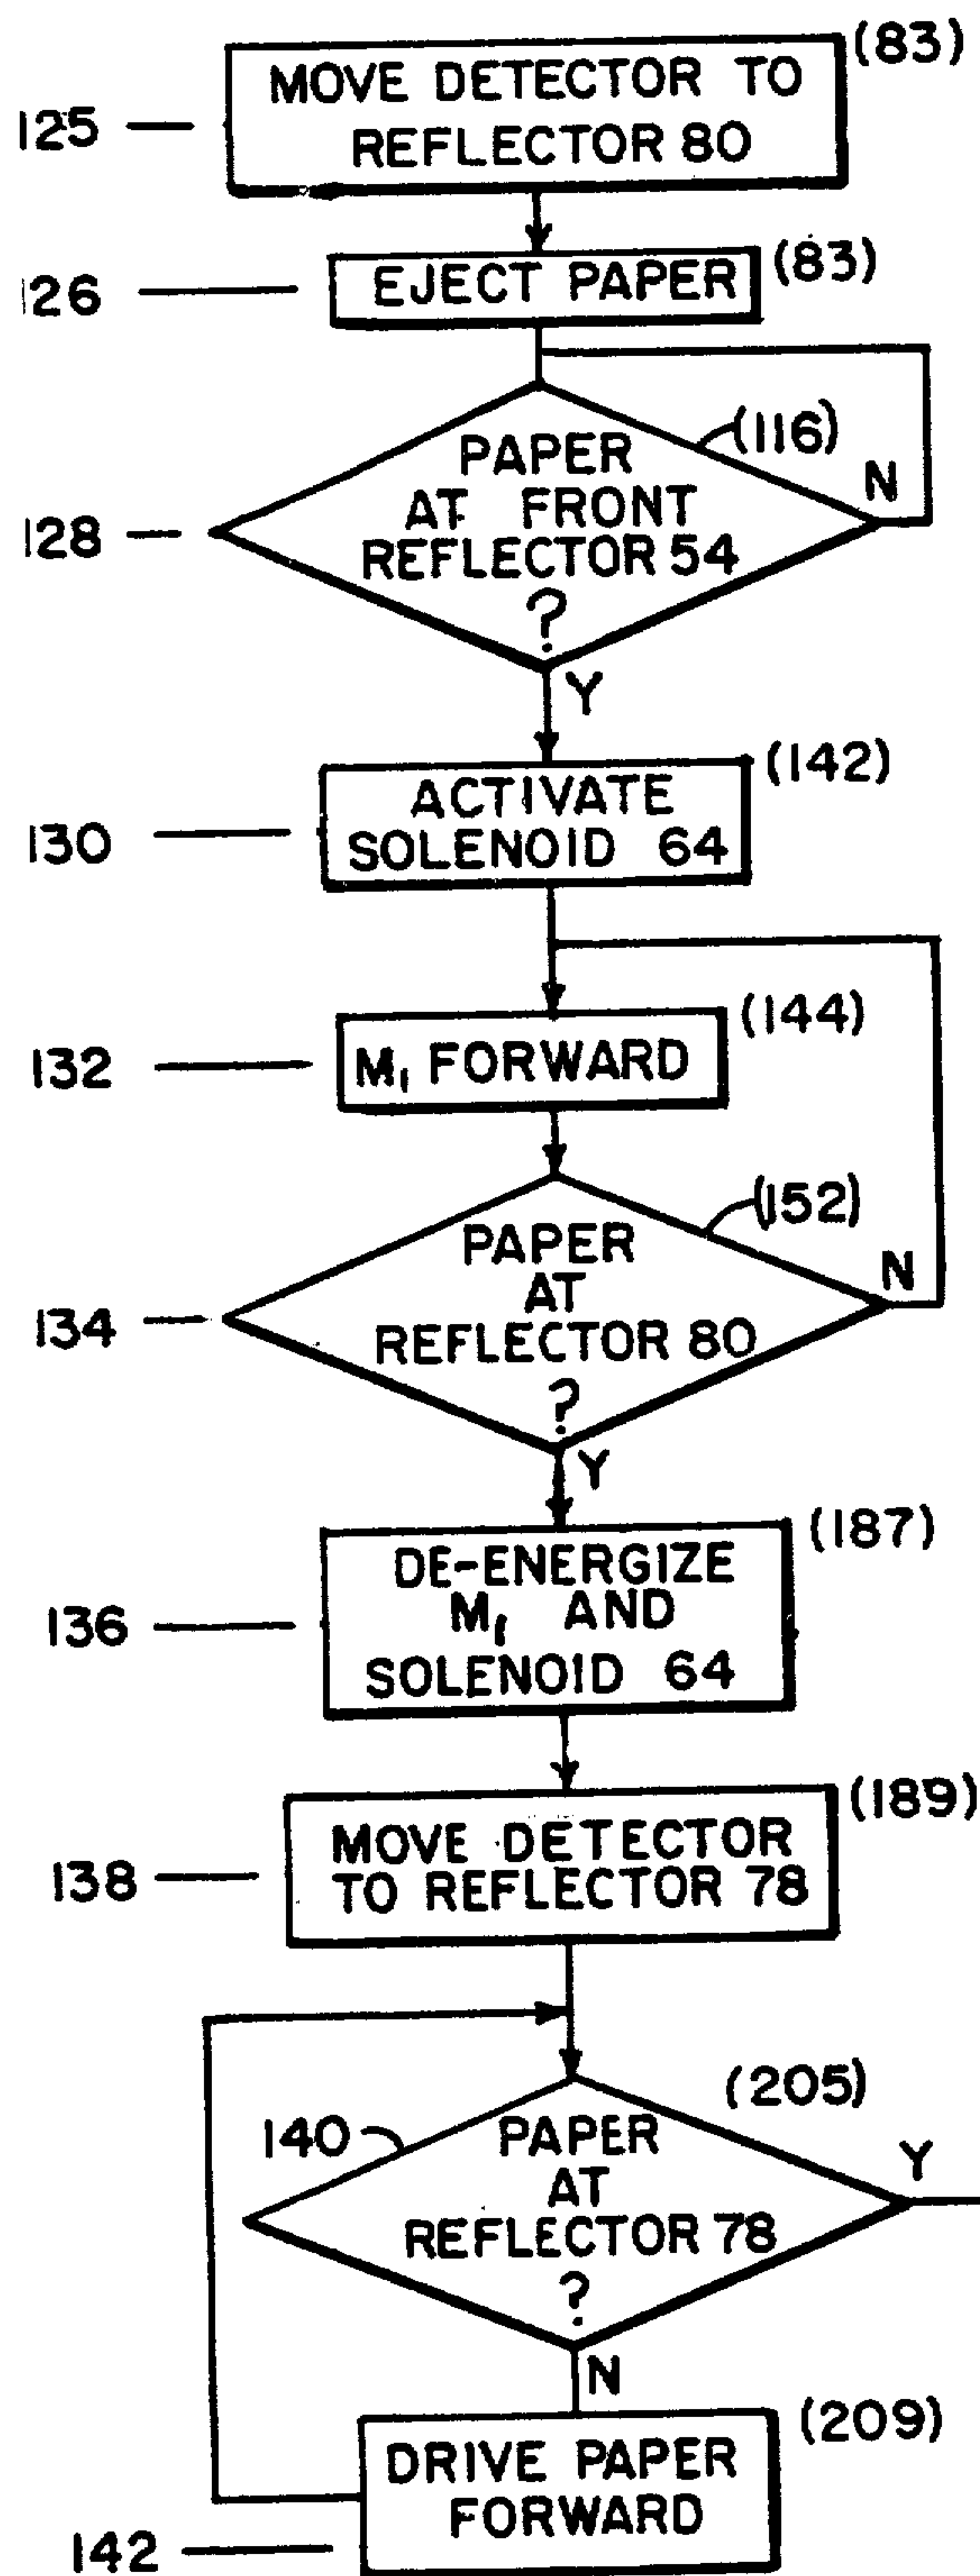 (83)
125
MOVE DETECTOR TO
REFLECTOR 80
126
EJECT PAPER
(83)
(116)
N
128
PAPER
AT FRONT
REFLECTOR 54
?
Y
(142)
130
ACTIVATE
SOLENOID 64
(144)
132
M1 FORWARD
(152)
N
134
PAPER
AT
REFLECTOR 80
?
Y
(187)
136
DE-ENERGIZE
M1 AND
SOLENOID 64
(189)
138
MOVE DETECTOR
TO REFLECTOR 78
(205)
140
PAPER
AT
REFLECTOR 78
?
Y
N
(209)
DRIVE PAPER
FORWARD
142